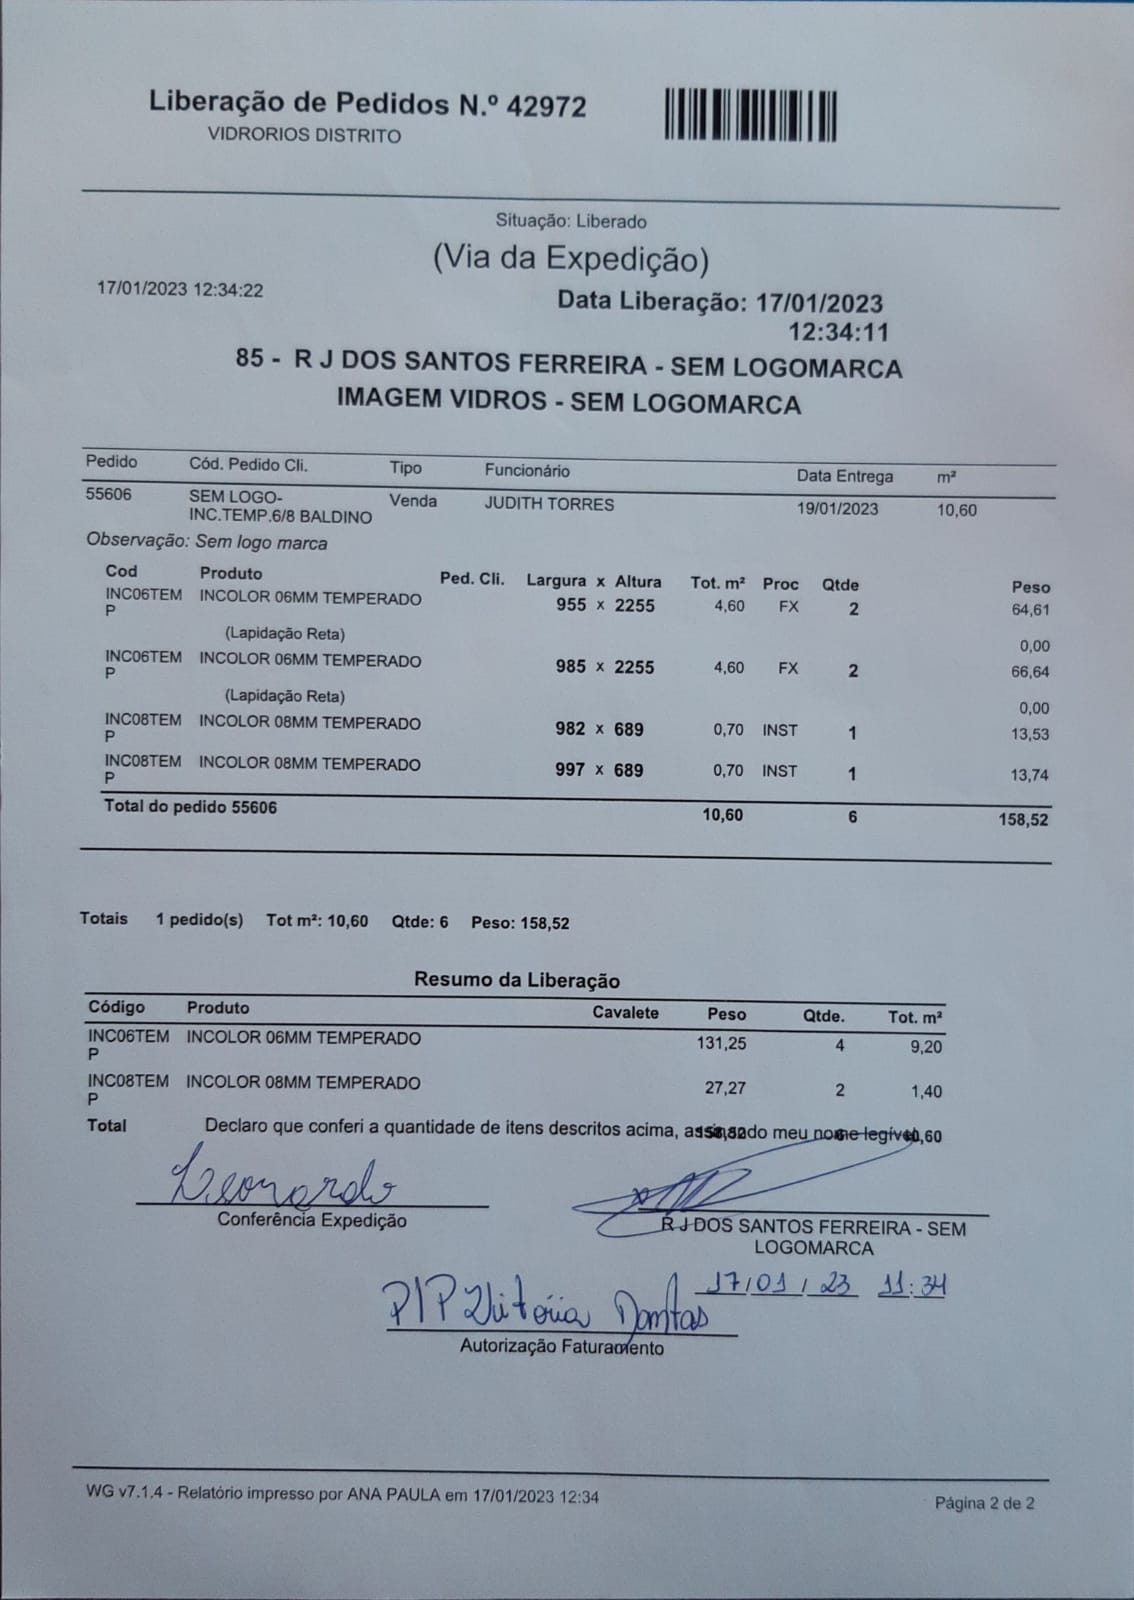 Liberação de Pedidos N.º 42972
VIDRORIOS DISTRITO
Situação: Liberado
(Via da Expedição)
17/01/2023 12:34:22
Data Liberação: 17/01/2023
12:34:11
85 - R J DOS SANTOS FERREIRA - SEM LOGOMARCA
IMAGEM VIDROS - SEM LOGOMARCA
Pedido Cód. Pedido Cli. Tipo Funcionário Data Entrega m²
55606 SEM LOGO- Venda JUDITH TORRES 19/01/2023 10,60
INC.TEMP.6/8 BALDINO
Observação: Sem logo marca
Cod Produto Ped. Cli. Largura x Altura Tot. m² Proc Qtde Peso
INC06TEM INCOLOR 06MM TEMPERADO 955 x 2255 4,60 FX 2 64,61
P
(Lapidação Reta) 0,00
INC06TEM INCOLOR 06MM TEMPERADO 985 x 2255 4,60 FX 2 66,64
P
(Lapidação Reta) 0,00
INC08TEM INCOLOR 08MM TEMPERADO 982 x 689 0,70 INST 1 13,53
P
INC08TEM INCOLOR 08MM TEMPERADO 997 x 689 0,70 INST 1 13,74
P
Total do pedido 55606 10,60 6 158,52
Totais 1 pedido(s) Tot m²: 10,60 Qtde: 6 Peso: 158,52
Resumo da Liberação
Código Produto Cavalete Peso Qtde. Tot. m²
INC06TEM INCOLOR 06MM TEMPERADO 131,25 4 9,20
P
INC08TEM INCOLOR 08MM TEMPERADO 27,27 2 1,40
P
Total Declaro que conferi a quantidade de itens descritos acima, assinado meu nome legível 158,52 6 10,60
Leonardo
Conferência Expedição
R J DOS SANTOS FERREIRA - SEM
LOGOMARCA
17/01/23 11:34
P/P Vitória Dantas
Autorização Faturamento
WG v7.1.4 - Relatório impresso por ANA PAULA em 17/01/2023 12:34
Página 2 de 2